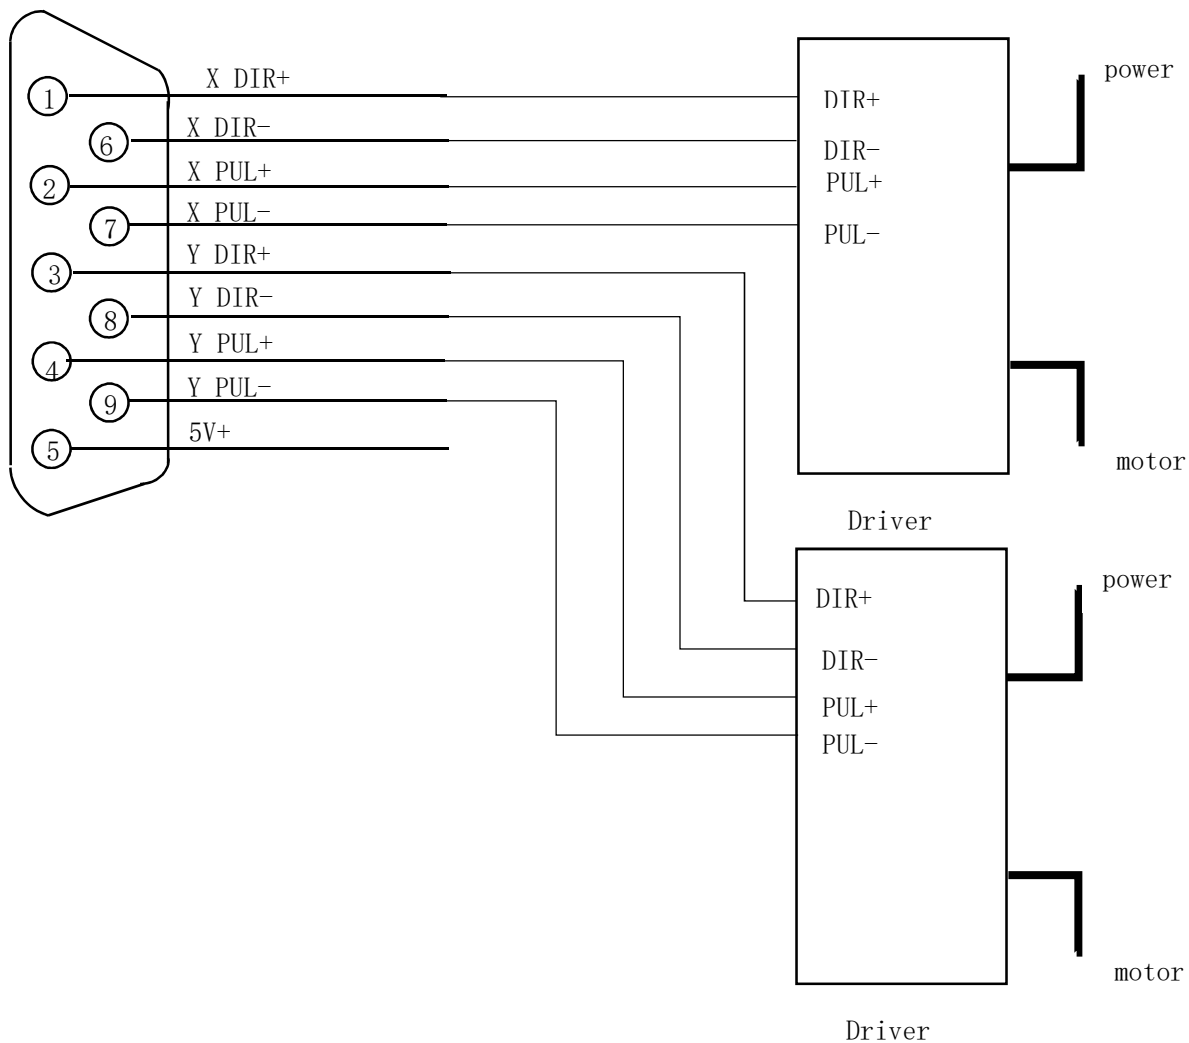 1
X DIR+
6
X DIR-
2
X PUL+
7
X PUL-
3
Y DIR+
8
Y DIR-
4
Y PUL+
9
Y PUL-
5
5V+
DIR+
DIR-
PUL+
PUL-
power
motor
Driver
DIR+
DIR-
PUL+
PUL-
power
motor
Driver